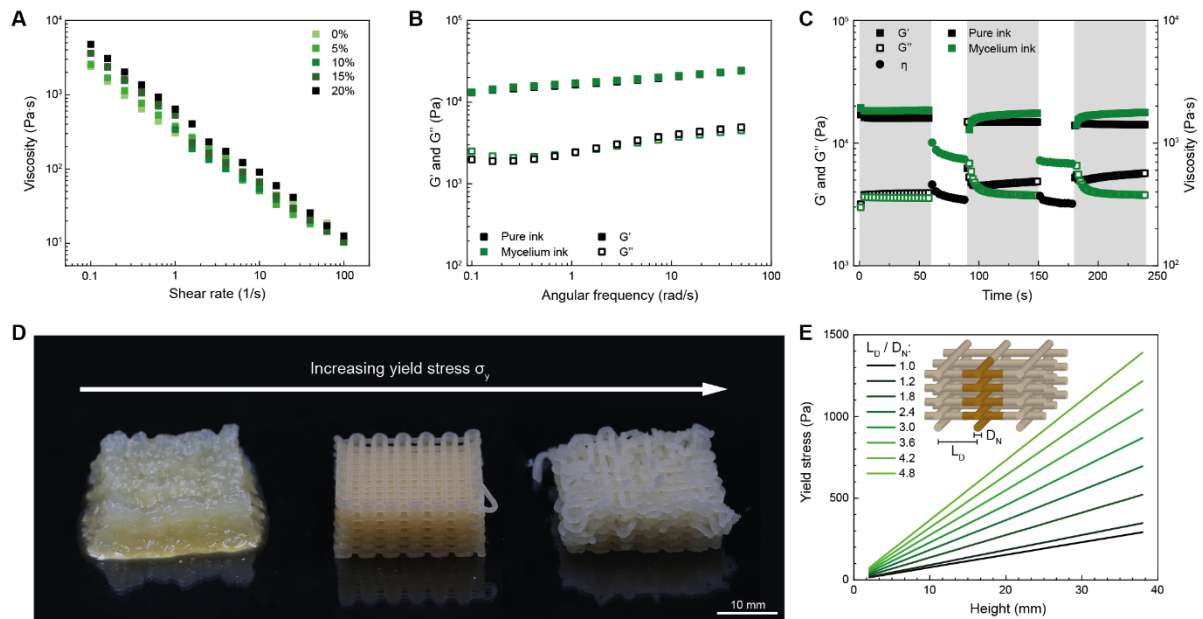 A
Viscosity (Pa·s)
10⁴
10³
10²
10¹
0.1
1
10
100
Shear rate (1/s)
0%
5%
10%
15%
20%
B
G' and G'' (Pa)
10⁵
10⁴
10³
10²
0.1
1
10
100
Angular frequency (rad/s)
Pure ink
G'
Mycelium ink
G''
C
G' and G'' (Pa)
10⁵
10⁴
10³
G'
Pure ink
G''
Mycelium ink
η
0
50
100
150
200
250
Time (s)
10⁴
10³
10²
Viscosity (Pa·s)
D
Increasing yield stress σy
10 mm
E
Yield stress (Pa)
1500
1000
500
0
0
10
20
30
40
Height (mm)
L_D / D_N:
1.0
1.2
1.8
2.4
3.0
3.6
4.2
4.8
D_N
L_D